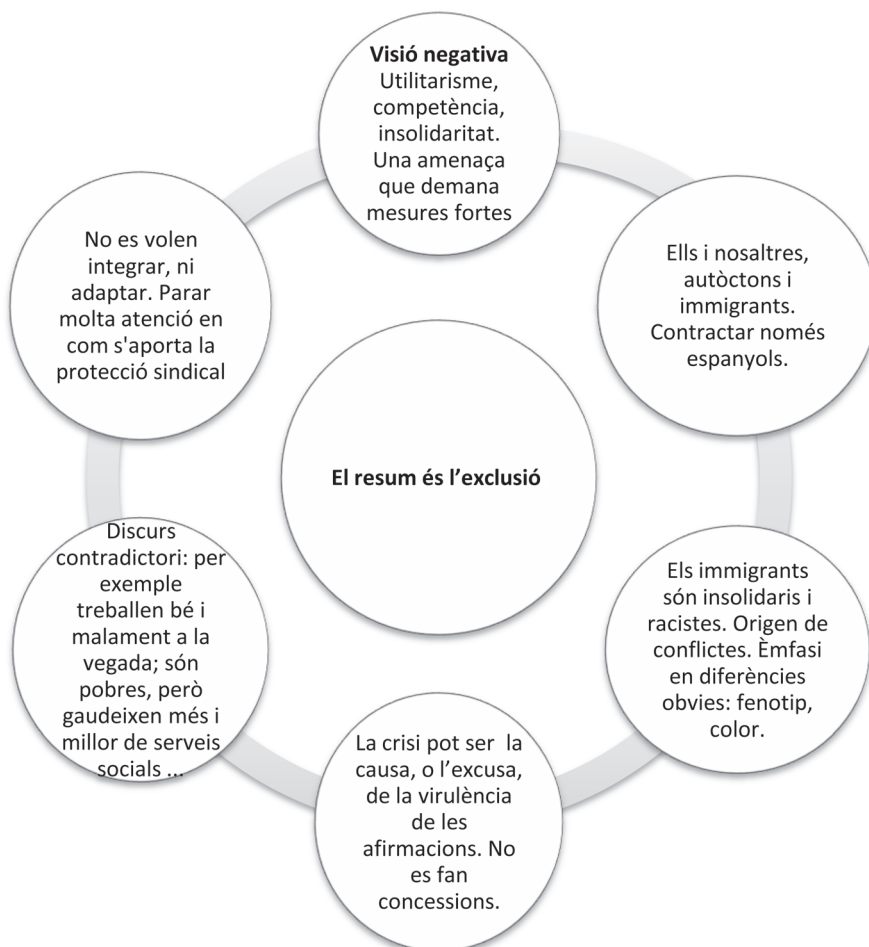 Visió negativa
Utilitarisme,
competència,
insolidaritat.
Una amenaça
que demana
mesures fortes
Ells i nosaltres,
autòctons i
immigrants.
Contractar només
espanyols.
Els immigrants
són insolidaris i
racistes. Origen de
conflictes. Èmfasi
en diferències
obvies: fenotip,
color.
La crisi pot ser  la
causa, o l’excusa,
de la virulència
de les
afirmacions. No
es fan
concessions.
Discurs
contradictori: per
exemple
treballen bé i
malament a la
vegada; són
pobres, però
gaudeixen més i
millor de serveis
socials ...
No es volen
integrar, ni
adaptar. Parar
molta atenció en
com s'aporta la
protecció sindical
El resum és l’exclusió